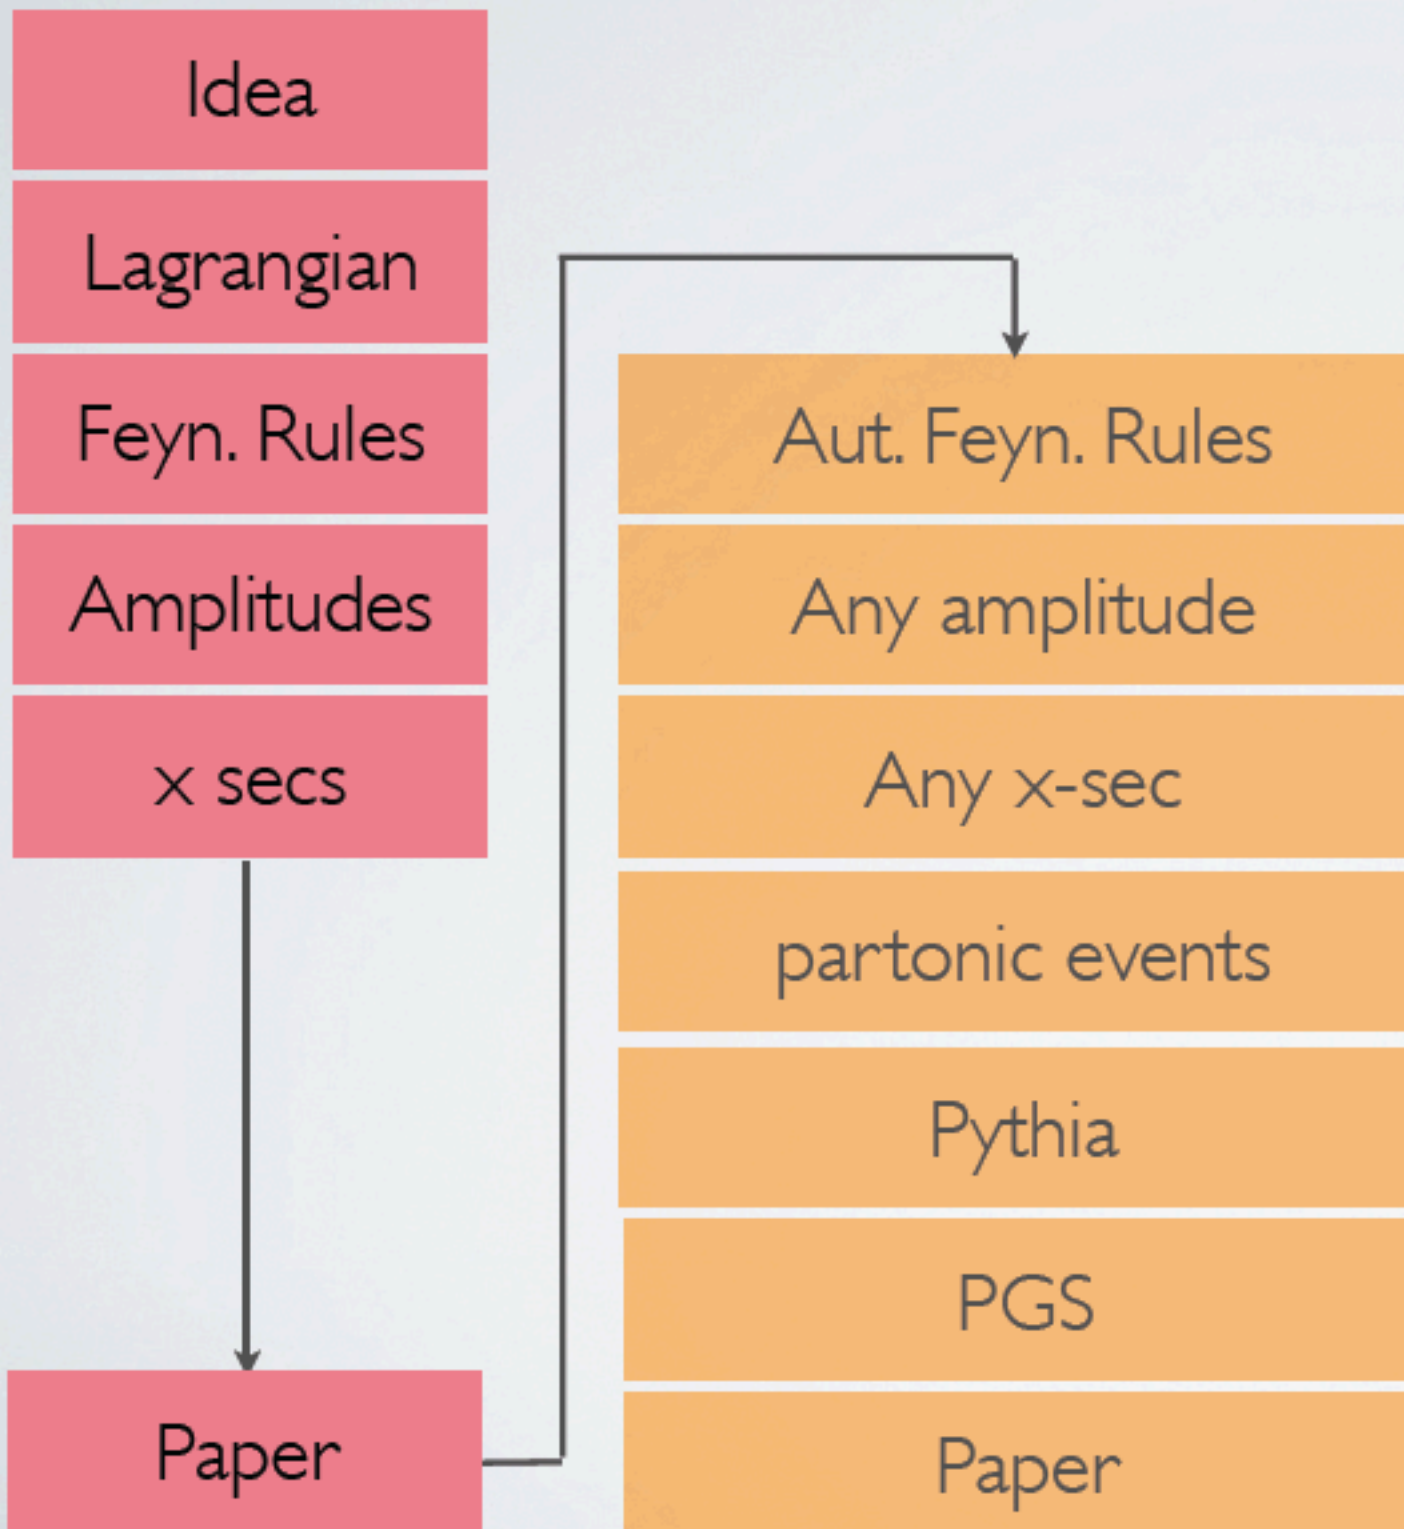 Idea
Lagrangian
Feyn. Rules
Amplitudes
x secs
Paper
Aut. Feyn. Rules
Any amplitude
Any x-sec
partonic events
Pythia
PGS
Paper